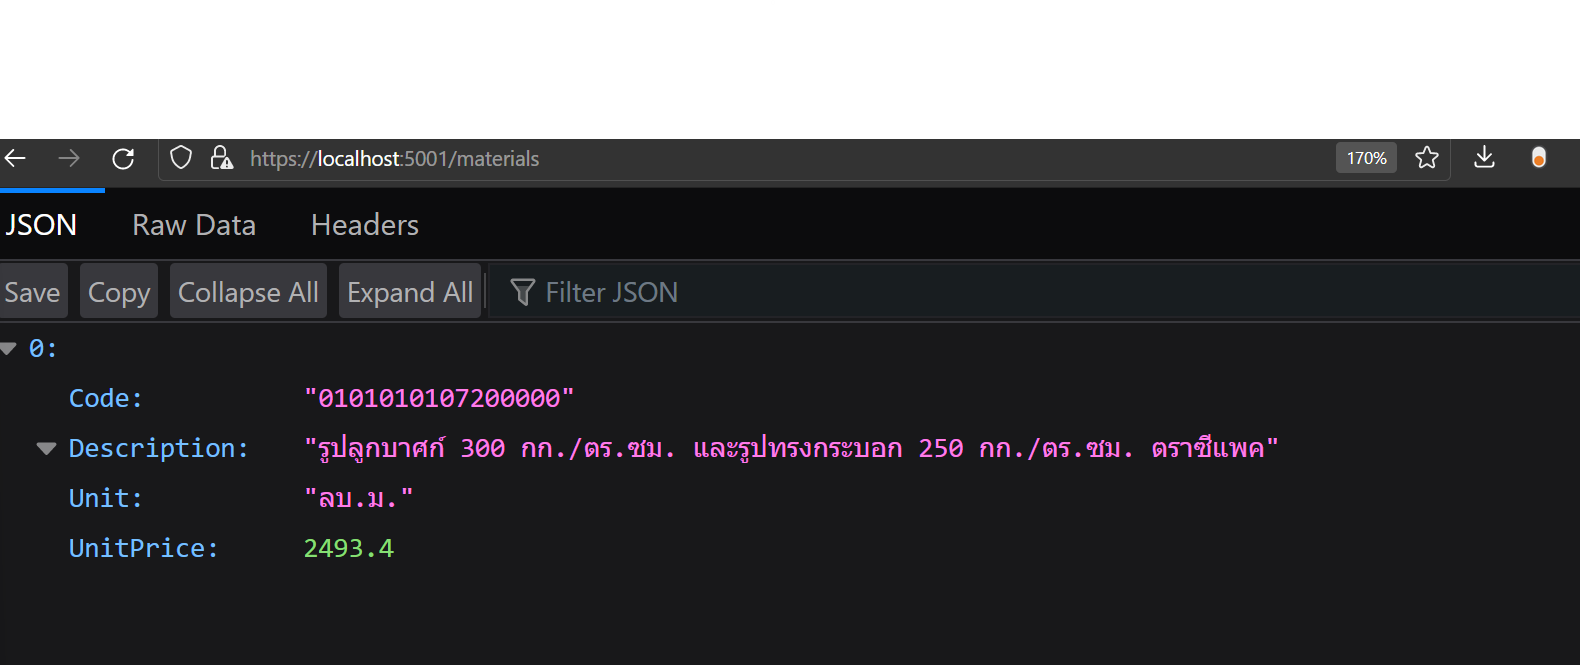 https://localhost:5001/materials 170%
JSON Raw Data Headers
Save Copy Collapse All Expand All Filter JSON
0:
Code: "0101010107200000"
Description: "รูปลูกบาศก์ 300 กก./ตร.ซม. และรูปทรงกระบอก 250 กก./ตร.ซม. ตราซีแพค"
Unit: "ลบ.ม."
UnitPrice: 2493.4